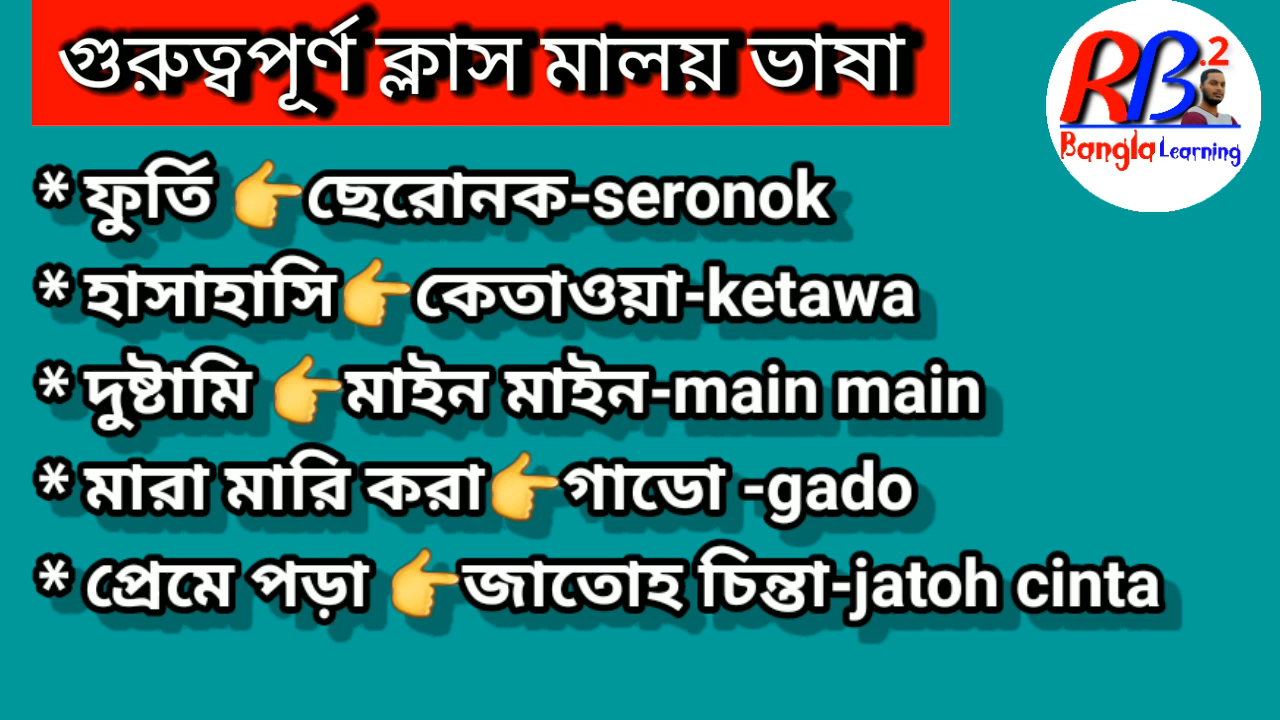 গুরুত্বপূর্ণ ক্লাস মালয় ভাষা
RB.2
Bangla Learning
* ফুর্তি 👉ছেরোনক-seronok
* হাসাহাসি👉কেতাওয়া-ketawa
* দুষ্টামি 👉মাইন মাইন-main main
* মারা মারি করা👉গাডো -gado
* প্রেমে পড়া 👉জাতোহ চিন্তা-jatoh cinta